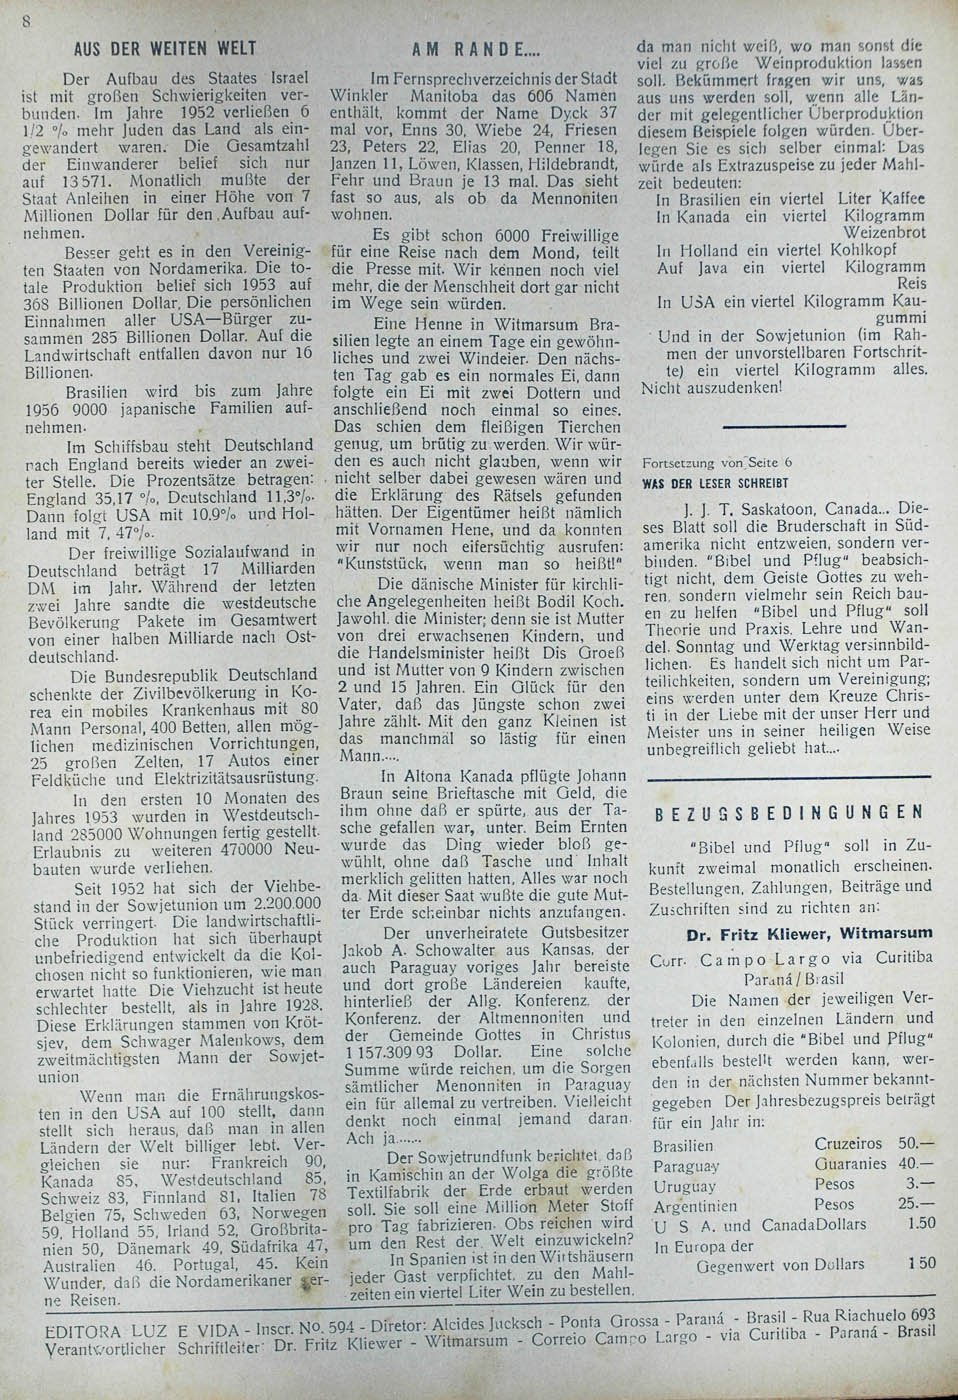 8
AUS DER WEITEN WELT
Der Aufbau des Staates Israel
ist mit großen Schwierigkeiten ver-
bunden. Im Jahre 1952 verließen 6
1/2 % mehr Juden das Land als ein-
gewandert waren. Die Gesamtzahl
der Einwanderer belief sich nur
auf 13571. Monatlich mußte der
Staat Anleihen in einer Höhe von 7
Millionen Dollar für den Aufbau auf-
nehmen.
Besser geht es in den Vereinig-
ten Staaten von Nordamerika. Die to-
tale Produktion belief sich 1953 auf
368 Billionen Dollar. Die persönlichen
Einnahmen aller USA—Bürger zu-
sammen 285 Billionen Dollar. Auf die
Landwirtschaft entfallen davon nur 16
Billionen.
Brasilien wird bis zum Jahre
1956 9000 japanische Familien auf-
nehmen.
Im Schiffsbau steht Deutschland
nach England bereits wieder an zwei-
ter Stelle. Die Prozentsätze betragen:
England 35,17 %, Deutschland 11,3%.
Dann folgt USA mit 10.9% und Hol-
land mit 7, 47%.
Der freiwillige Sozialaufwand in
Deutschland beträgt 17 Milliarden
DM im Jahr. Während der letzten
zwei Jahre sandte die westdeutsche
Bevölkerung Pakete im Gesamtwert
von einer halben Milliarde nach Ost-
deutschland.
Die Bundesrepublik Deutschland
schenkte der Zivilbevölkerung in Ko-
rea ein mobiles Krankenhaus mit 80
Mann Personal, 400 Betten, allen mög-
lichen medizinischen Vorrichtungen,
25 großen Zelten, 17 Autos einer
Feldküche und Elektrizitätsausrüstung.
In den ersten 10 Monaten des
Jahres 1953 wurden in Westdeutsch-
land 285000 Wohnungen fertig gestellt.
Erlaubnis zu weiteren 470000 Neu-
bauten wurde verliehen.
Seit 1952 hat sich der Viehbe-
stand in der Sowjetunion um 2.200.000
Stück verringert. Die landwirtschaftli-
che Produktion hat sich überhaupt
unbefriedigend entwickelt da die Kol-
chosen nicht so funktionieren, wie man
erwartet hatte Die Viehzucht ist heute
schlechter bestellt, als in Jahre 1928.
Diese Erklärungen stammen von Kröt-
sjev, dem Schwager Malenkows, dem
zweitmächtigsten Mann der Sowjet-
union
Wenn man die Ernährungskos-
ten in den USA auf 100 stellt, dann
stellt sich heraus, daß man in allen
Ländern der Welt billiger lebt. Ver-
gleichen sie nur: Frankreich 90,
Kanada 85, Westdeutschland 85,
Schweiz 83, Finnland 81, Italien 78
Belgien 75, Schweden 63, Norwegen
59, Holland 55, Irland 52, Großbrita-
nien 50, Dänemark 49, Südafrika 47,
Australien 46. Portugal, 45. Kein
Wunder, daß die Nordamerikaner ger-
ne Reisen.
AM RANDE....
Im Fernsprechverzeichnis der Stadt
Winkler Manitoba das 606 Namen
enthält, kommt der Name Dyck 37
mal vor, Enns 30, Wiebe 24, Friesen
23, Peters 22, Elias 20, Penner 18,
Janzen 11, Löwen, Klassen, Hildebrandt,
Fehr und Braun je 13 mal. Das sieht
fast so aus, als ob da Mennoniten
wohnen.
Es gibt schon 6000 Freiwillige
für eine Reise nach dem Mond, teilt
die Presse mit. Wir kennen noch viel
mehr, die der Menschheit dort gar nicht
im Wege sein würden.
Eine Henne in Witmarsum Bra-
silien legte an einem Tage ein gewöhn-
liches und zwei Windeier. Den nächs-
ten Tag gab es ein normales Ei, dann
folgte ein Ei mit zwei Dottern und
anschließend noch einmal so eines.
Das schien dem fleißigen Tierchen
genug, um brütig zu werden. Wir wür-
den es auch nicht glauben, wenn wir
nicht selber dabei gewesen wären und
die Erklärung des Rätsels gefunden
hätten. Der Eigentümer heißt nämlich
mit Vornamen Hene, und da konnten
wir nur noch eifersüchtig ausrufen:
"Kunststück, wenn man so heißt!"
Die dänische Minister für kirchli-
che Angelegenheiten heißt Bodil Koch.
Jawohl. die Minister; denn sie ist Mutter
von drei erwachsenen Kindern, und
die Handelsminister heißt Dis Groeß
und ist Mutter von 9 Kindern zwischen
2 und 15 Jahren. Ein Glück für den
Vater, daß das Jüngste schon zwei
Jahre zählt. Mit den ganz Kleinen ist
das manchmal so lästig für einen
Mann.....
In Altona Kanada pflügte Johann
Braun seine Brieftasche mit Geld, die
ihm ohne daß er spürte, aus der Ta-
sche gefallen war, unter. Beim Ernten
wurde das Ding wieder bloß ge-
wühlt, ohne daß Tasche und Inhalt
merklich gelitten hatten, Alles war noch
da. Mit dieser Saat wußte die gute Mut-
ter Erde scheinbar nichts anzufangen.
Der unverheiratete Gutsbesitzer
Jakob A. Schowalter aus Kansas, der
auch Paraguay voriges Jahr bereiste
und dort große Ländereien kaufte,
hinterließ der Allg. Konferenz, der
Konferenz. der Altmennoniten und
der Gemeinde Gottes in Christus
1 157.309 93 Dollar. Eine solche
Summe würde reichen, um die Sorgen
sämtlicher Menonniten in Paraguay
ein für allemal zu vertreiben. Vielleicht
denkt noch einmal jemand daran.
Ach ja......
Der Sowjetrundfunk berichtet, daß
in Kamischin an der Wolga die größte
Textilfabrik der Erde erbaut werden
soll. Sie soll eine Million Meter Stoff
pro Tag fabrizieren. Obs reichen wird
um den Rest der Welt einzuwickeln?
In Spanien ist in den Wirtshäusern
jeder Gast verpflichtet, zu den Mahl-
zeiten ein viertel Liter Wein zu bestellen,
da man nicht weiß, wo man sonst die
viel zu große Weinproduktion lassen
soll. Bekümmert fragen wir uns, was
aus uns werden soll, wenn alle Län-
der mit gelegentlicher Überproduktion
diesem Beispiele folgen würden. Über-
legen Sie es sich selber einmal: Das
würde als Extrazuspeise zu jeder Mahl-
zeit bedeuten:
In Brasilien ein viertel Liter Kaffee
In Kanada ein viertel Kilogramm
Weizenbrot
In Holland ein viertel Kohlkopf
Auf Java ein viertel Kilogramm
Reis
In USA ein viertel Kilogramm Kau-
gummi
Und in der Sowjetunion (im Rah-
men der unvorstellbaren Fortschrit-
te) ein viertel Kilogramm alles.
Nicht auszudenken!
Fortsetzung von Seite 6
WAS DER LESER SCHREIBT
J. J. T. Saskatoon, Canada... Die-
ses Blatt soll die Bruderschaft in Süd-
amerika nicht entzweien, sondern ver-
binden. "Bibel und Pflug" beabsich-
tigt nicht, dem Geiste Gottes zu weh-
ren, sondern vielmehr sein Reich bau-
en zu helfen "Bibel und Pflug" soll
Theorie und Praxis. Lehre und Wan-
del. Sonntag und Werktag versinnbild-
lichen. Es handelt sich nicht um Par-
teilichkeiten, sondern um Vereinigung;
eins werden unter dem Kreuze Chris-
ti in der Liebe mit der unser Herr und
Meister uns in seiner heiligen Weise
unbegreiflich geliebt hat....
BEZUGSBEDINGUNGEN
"Bibel und Pflug" soll in Zu-
kunft zweimal monatlich erscheinen.
Bestellungen, Zahlungen, Beiträge und
Zuschriften sind zu richten an:
Dr. Fritz Kliewer, Witmarsum
Corr. Campo Largo via Curitiba
Paraná / Brasil
Die Namen der jeweiligen Ver-
treter in den einzelnen Ländern und
Kolonien, durch die "Bibel und Pflug"
ebenfalls bestellt werden kann, wer-
den in der nächsten Nummer bekannt-
gegeben Der Jahresbezugspreis beträgt
für ein Jahr in:
Brasilien Cruzeiros 50.—
Paraguay Guaranies 40.—
Uruguay Pesos 3.—
Argentinien Pesos 25.—
U S A. und Canada Dollars 1.50
In Europa der
Gegenwert von Dollars 1 50
EDITORA LUZ E VIDA - Inscr. Nº. 594 - Diretor: Alcides Jucksch - Ponta Grossa - Paraná - Brasil - Rua Riachuelo 693
Verantwortlicher Schriftleiter: Dr. Fritz Kliewer - Witmarsum - Correio Campo Largo - via Curitiba - Paraná - Brasil